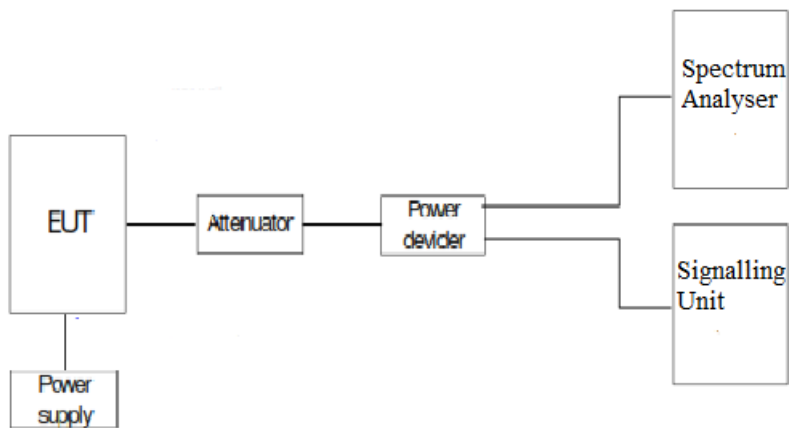 Spectrum
Analyser
EUT
Attenuator
Power
devider
Signalling
Unit
Power
supply